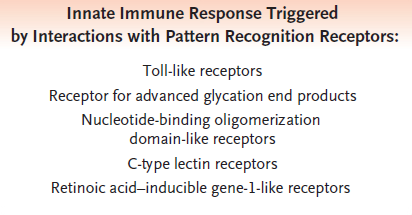 Innate Immune Response Triggered
by Interactions with Pattern Recognition Receptors:
Toll-like receptors
Receptor for advanced glycation end products
Nucleotide-binding oligomerization
domain-like receptors
C-type lectin receptors
Retinoic acid–inducible gene-1-like receptors